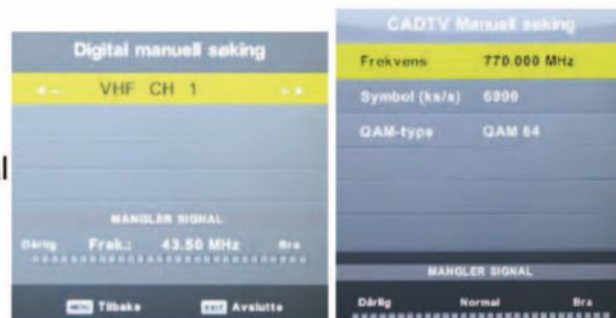 Digital manuell søking
VHF CH 1
MANGLER SIGNAL
Dårlig Frek.: 43.50 MHz Bra
MENU Tilbake EXIT Avslutte
CADTV Manuell søking
Frekvens 770.000 MHz
Symbol (ks/s) 6900
QAM-type QAM 64
MANGLER SIGNAL
Dårlig Normal Bra